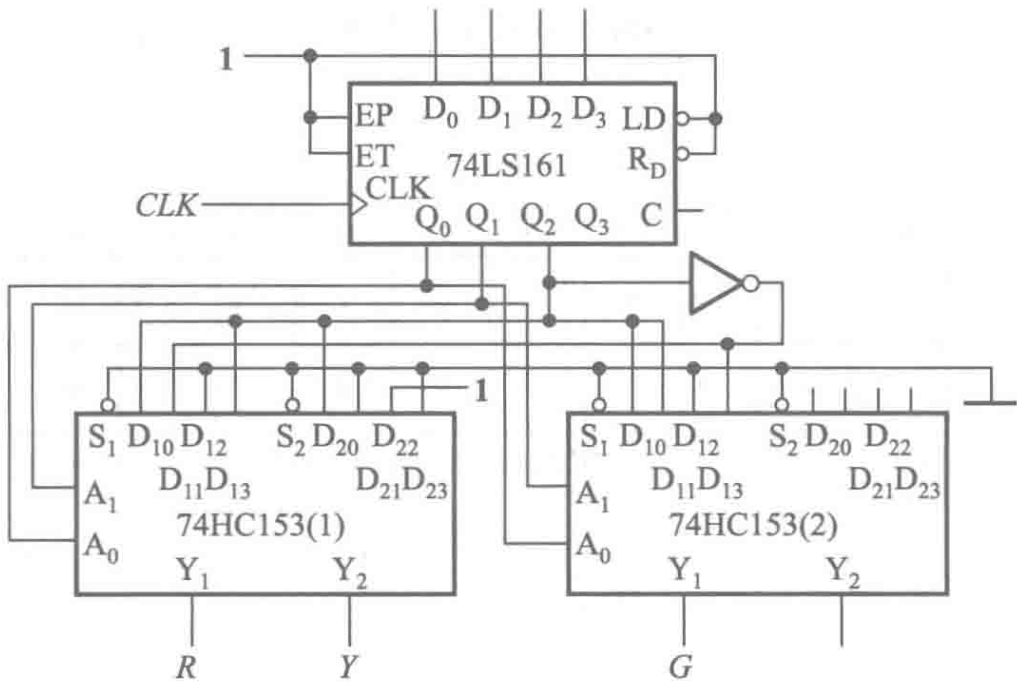 1
EP D₀ D₁ D₂ D₃ LD
ET 74LS161 R_D
CLK CLK
Q₀ Q₁ Q₂ Q₃ C
1
S₁ D₁₀ D₁₂ S₂ D₂₀ D₂₂
D₁₁ D₁₃ D₂₁ D₂₃
A₁
74HC153(1)
A₀
Y₁ Y₂
R Y
S₁ D₁₀ D₁₂ S₂ D₂₀ D₂₂
D₁₁ D₁₃ D₂₁ D₂₃
A₁
74HC153(2)
A₀
Y₁ Y₂
G